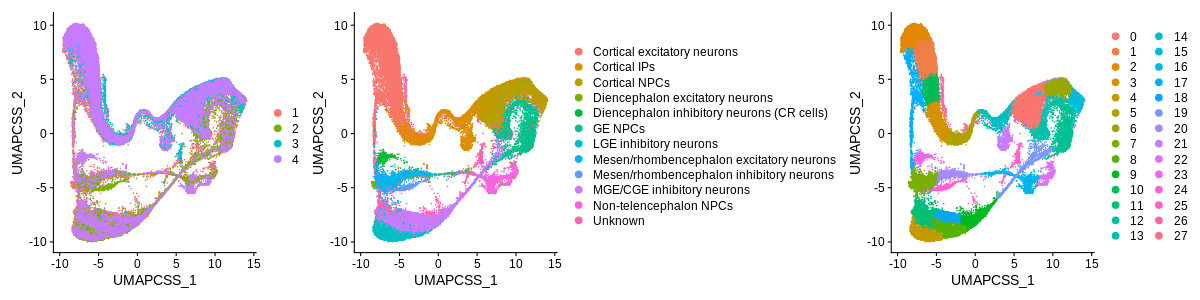 10
5
0
-5
-10
UMAPCSS_2
-10 -5 0 5 10 15
UMAPCSS_1
1
2
3
4
10
5
0
-5
-10
UMAPCSS_2
-10 -5 0 5 10 15
UMAPCSS_1
Cortical excitatory neurons
Cortical IPs
Cortical NPCs
Diencephalon excitatory neurons
Diencephalon inhibitory neurons (CR cells)
GE NPCs
LGE inhibitory neurons
Mesen/rhombencephalon excitatory neurons
Mesen/rhombencephalon inhibitory neurons
MGE/CGE inhibitory neurons
Non-telencephalon NPCs
Unknown
10
5
0
-5
-10
UMAPCSS_2
-10 -5 0 5 10 15
UMAPCSS_1
0 14
1 15
2 16
3 17
4 18
5 19
6 20
7 21
8 22
9 23
10 24
11 25
12 26
13 27